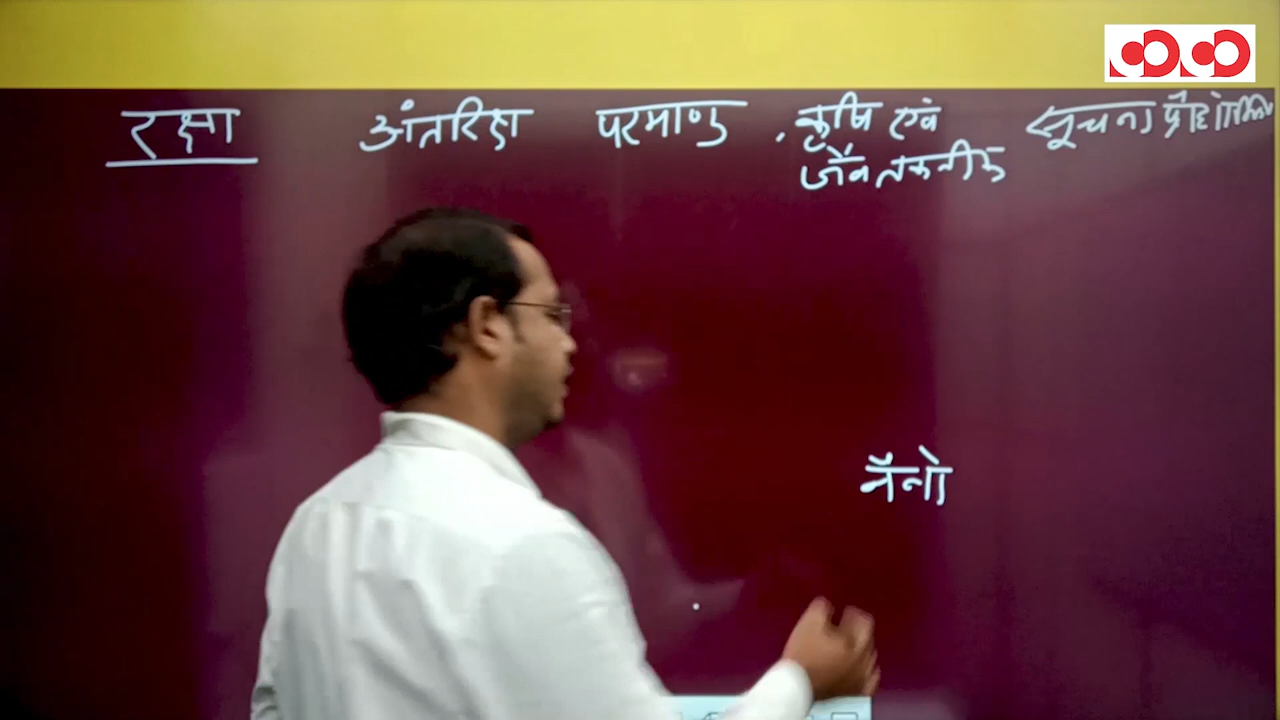 रक्षा
अंतरिक्ष
परमाणु
कृषि एवं
जैव तकनीक
सूचना प्रौद्योगिकी
नैनो